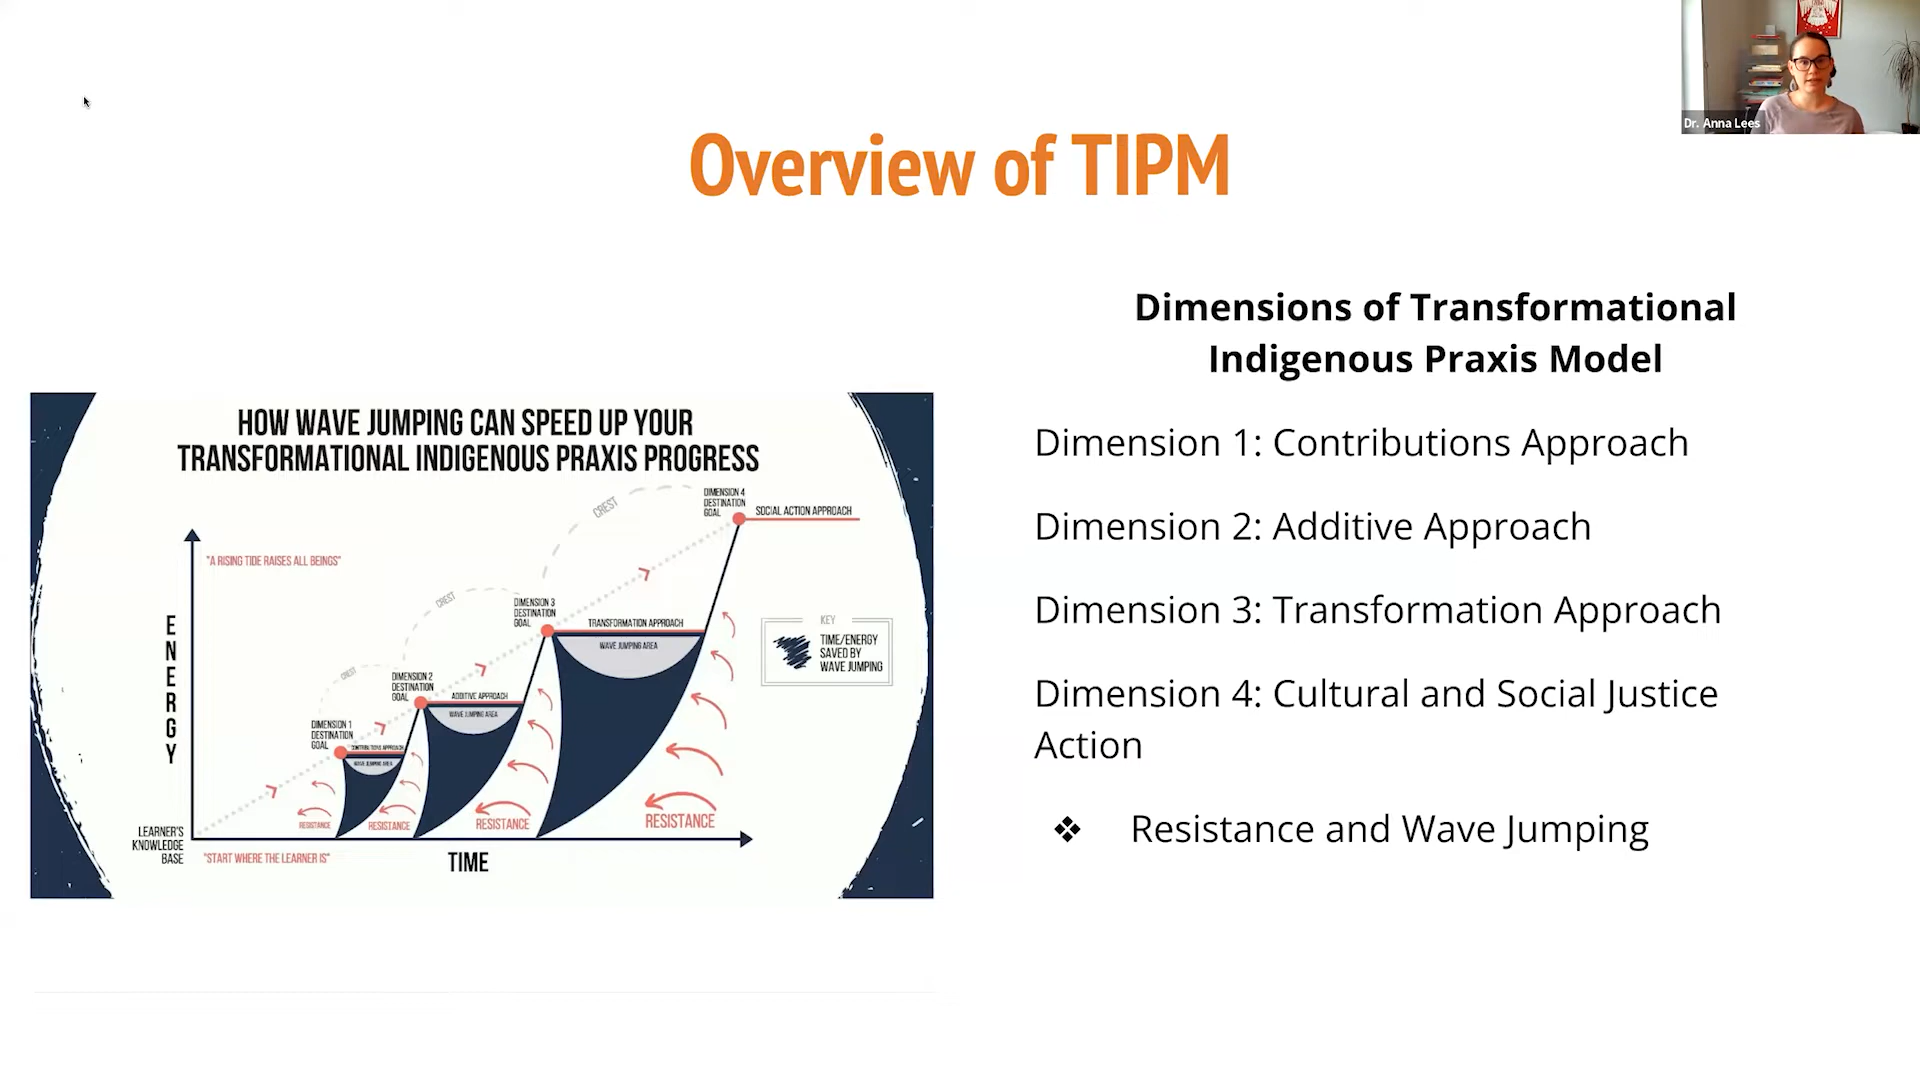 Dr. Anna Lees
Overview of TIPM
HOW WAVE JUMPING CAN SPEED UP YOUR
TRANSFORMATIONAL INDIGENOUS PRAXIS PROGRESS
ENERGY
"A RISING TIDE RAISES ALL BEINGS"
CREST
CREST
CREST
DIMENSION 4
DESTINATION
GOAL
SOCIAL ACTION APPROACH
DIMENSION 3
DESTINATION
GOAL
TRANSFORMATION APPROACH
WAVE JUMPING AREA
DIMENSION 2
DESTINATION
GOAL
ADDITIVE APPROACH
WAVE JUMPING AREA
DIMENSION 1
DESTINATION
GOAL
CONTRIBUTIONS APPROACH
WAVE JUMPING AREA
KEY
TIME/ENERGY
SAVED BY
WAVE JUMPING
RESISTANCE
RESISTANCE
RESISTANCE
RESISTANCE
LEARNER'S
KNOWLEDGE
BASE
"START WHERE THE LEARNER IS"
TIME
Dimensions of Transformational
Indigenous Praxis Model
Dimension 1: Contributions Approach
Dimension 2: Additive Approach
Dimension 3: Transformation Approach
Dimension 4: Cultural and Social Justice
Action
❖ Resistance and Wave Jumping